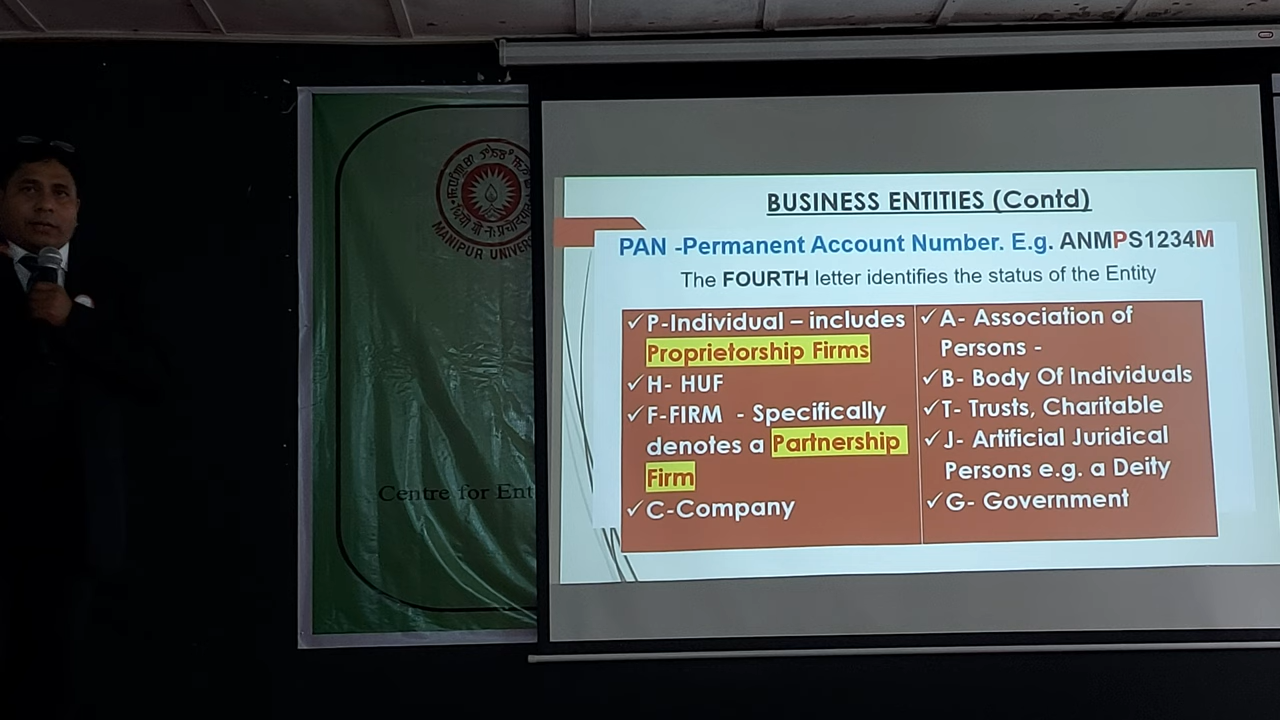 MANIPUR UNIVER
Centre for Ent
BUSINESS ENTITIES (Contd)
PAN -Permanent Account Number. E.g. ANMPS1234M
The FOURTH letter identifies the status of the Entity
✓ P-Individual – includes
Proprietorship Firms
✓ H- HUF
✓ F-FIRM - Specifically
denotes a Partnership
Firm
✓ C-Company
✓ A- Association of
Persons -
✓ B- Body Of Individuals
✓ T- Trusts, Charitable
✓ J- Artificial Juridical
Persons e.g. a Deity
✓ G- Government